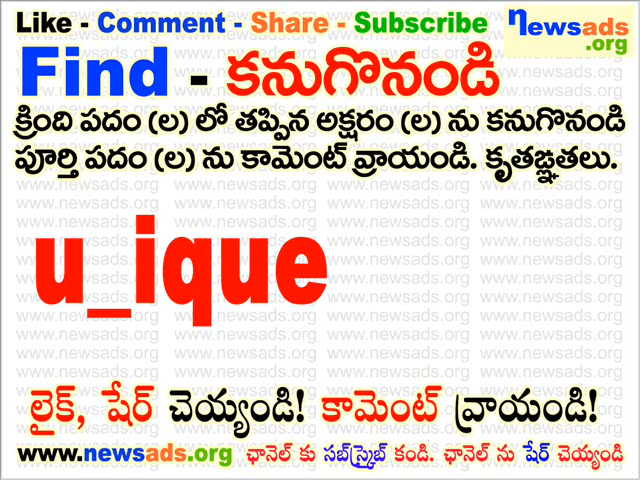 Like - Comment - Share - Subscribe
newsads
.org
Find - కనుగొనండి
క్రింది పదం (ల) లో తప్పిన అక్షరం (ల) ను కనుగొనండి
పూర్తి పదం (ల) ను కామెంట్ వ్రాయండి. కృతఙ్ఞతలు.
u_ique
లైక్, షేర్ చెయ్యండి! కామెంట్ వ్రాయండి!
www.newsads.org ఛానెల్ కు సబ్‌స్క్రైబ్ కండి. ఛానెల్ ను షేర్ చెయ్యండి